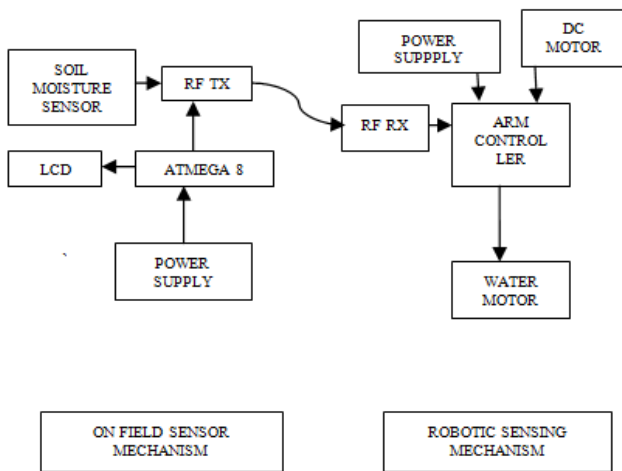 SOIL
MOISTURE
SENSOR
RF TX
POWER
SUPPPLY
DC
MOTOR
RF RX
ARM
CONTROL
LER
LCD
ATMEGA 8
POWER
SUPPLY
WATER
MOTOR
ON FIELD SENSOR
MECHANISM
ROBOTIC SENSING
MECHANISM